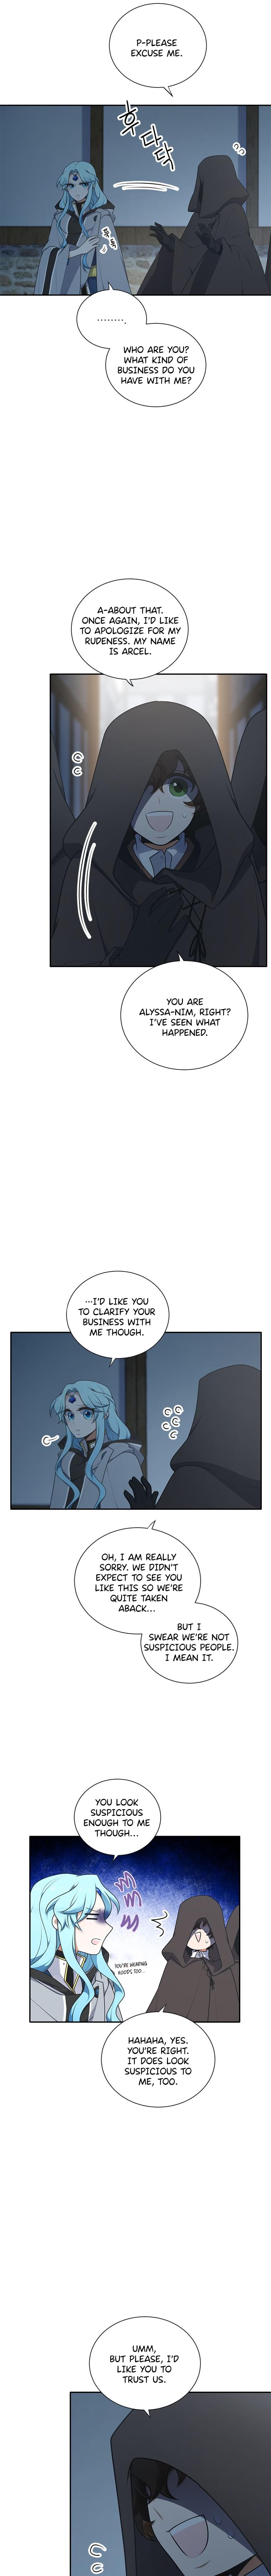 P-PLEASE
EXCUSE ME.
후다닥
………
WHO ARE YOU?
WHAT KIND OF
BUSINESS DO YOU
HAVE WITH ME?
A-ABOUT THAT.
ONCE AGAIN, I'D LIKE
TO APOLOGIZE FOR MY
RUDENESS. MY NAME
IS ARCEL.
YOU ARE
ALYSSA-NIM, RIGHT?
I'VE SEEN WHAT
HAPPENED.
…I'D LIKE YOU
TO CLARIFY YOUR
BUSINESS WITH
ME THOUGH.
OH, I AM REALLY
SORRY. WE DIDN'T
EXPECT TO SEE YOU
LIKE THIS SO WE'RE
QUITE TAKEN
ABACK...
BUT I
SWEAR WE'RE NOT
SUSPICIOUS PEOPLE.
I MEAN IT.
YOU LOOK
SUSPICIOUS
ENOUGH TO ME
THOUGH...
YOU'RE WEARING
HOODS TOO...
HAHAHA, YES.
YOU'RE RIGHT.
IT DOES LOOK
SUSPICIOUS TO
ME, TOO.
UMM,
BUT PLEASE, I'D
LIKE YOU TO
TRUST US.